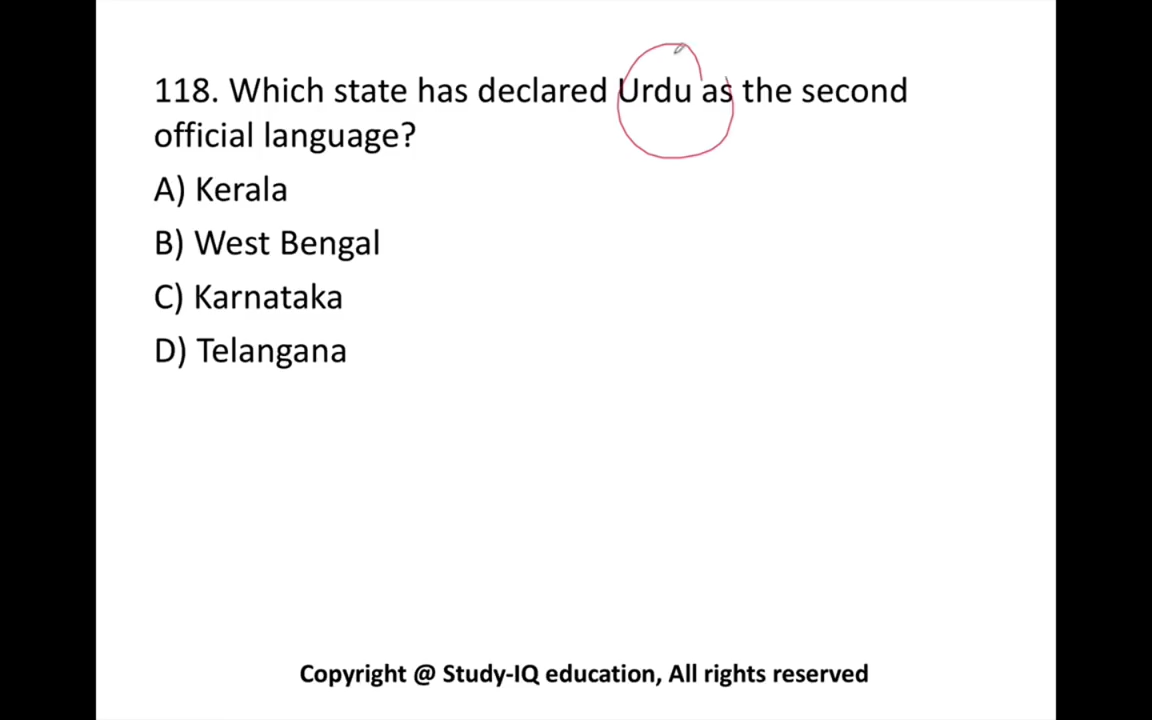 118. Which state has declared Urdu as the second
official language?
A) Kerala
B) West Bengal
C) Karnataka
D) Telangana
Copyright @ Study-IQ education, All rights reserved